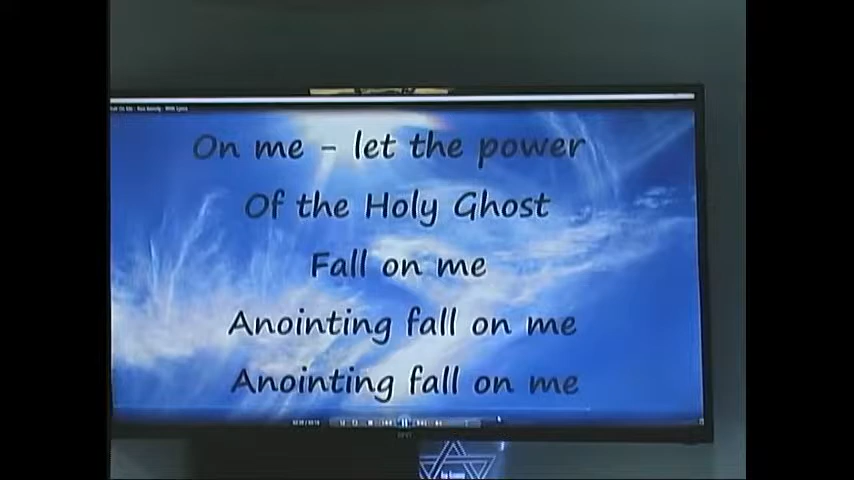 On me - let the power
Of the Holy Ghost
Fall on me
Anointing fall on me
Anointing fall on me